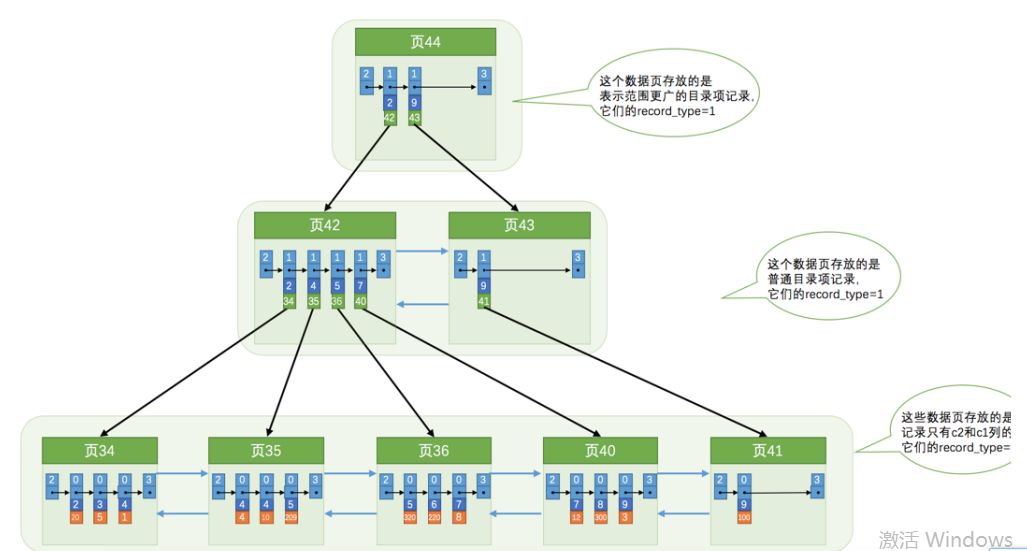 页44
2 1 1 3
2 9
42 43
这个数据页存放的是
表示范围更广的目录项记录,
它们的record_type=1
页42 页43
2 1 1 1 1 3 2 1 3
2 4 5 7 9
34 35 36 40 41
这个数据页存放的是
普通目录项记录,
它们的record_type=1
这些数据页存放的是
记录只有c2和c1列的
它们的record_type=
页34 页35 页36 页40 页41
2 0 0 0 3 2 0 0 0 3 2 0 0 0 3 2 0 0 0 3 2 0 3
2 3 4 4 4 5 5 6 7 7 8 9 9
20 5 1 4 10 209 320 220 8 12 300 3 100
激活 Windows